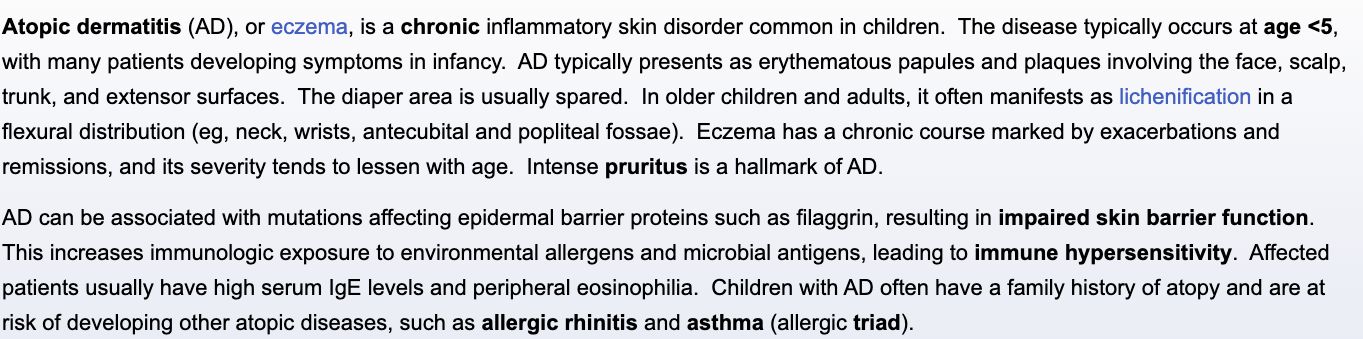 Atopic dermatitis (AD), or eczema, is a chronic inflammatory skin disorder common in children.  The disease typically occurs at age <5,
with many patients developing symptoms in infancy.  AD typically presents as erythematous papules and plaques involving the face, scalp,
trunk, and extensor surfaces.  The diaper area is usually spared.  In older children and adults, it often manifests as lichenification in a
flexural distribution (eg, neck, wrists, antecubital and popliteal fossae).  Eczema has a chronic course marked by exacerbations and
remissions, and its severity tends to lessen with age.  Intense pruritus is a hallmark of AD.
AD can be associated with mutations affecting epidermal barrier proteins such as filaggrin, resulting in impaired skin barrier function.
This increases immunologic exposure to environmental allergens and microbial antigens, leading to immune hypersensitivity.  Affected
patients usually have high serum IgE levels and peripheral eosinophilia.  Children with AD often have a family history of atopy and are at
risk of developing other atopic diseases, such as allergic rhinitis and asthma (allergic triad).